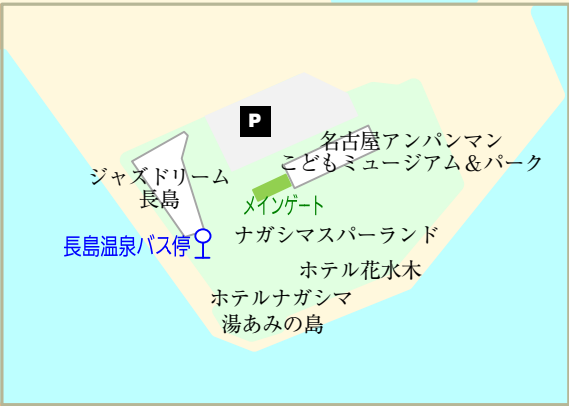 P
名古屋アンパンマン
こどもミュージアム＆パーク
ジャズドリーム
長島
メインゲート
長島温泉バス停
ナガシマスパーランド
ホテル花水木
ホテルナガシマ
湯あみの島